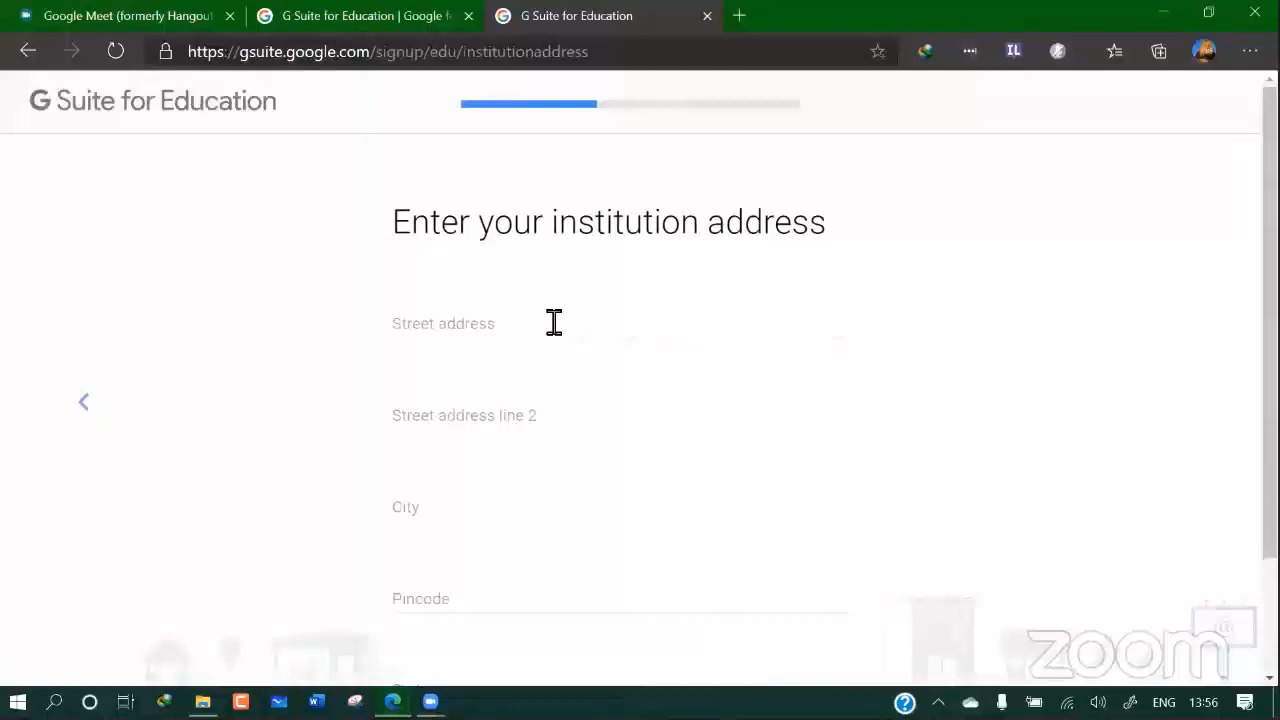 Google Meet (formerly Hangout
G Suite for Education | Google f
G Suite for Education
https://gsuite.google.com/signup/edu/institutionaddress
IL
G Suite for Education
Enter your institution address
Street address
Street address line 2
City
Pincode
zoom
ENG
13:56